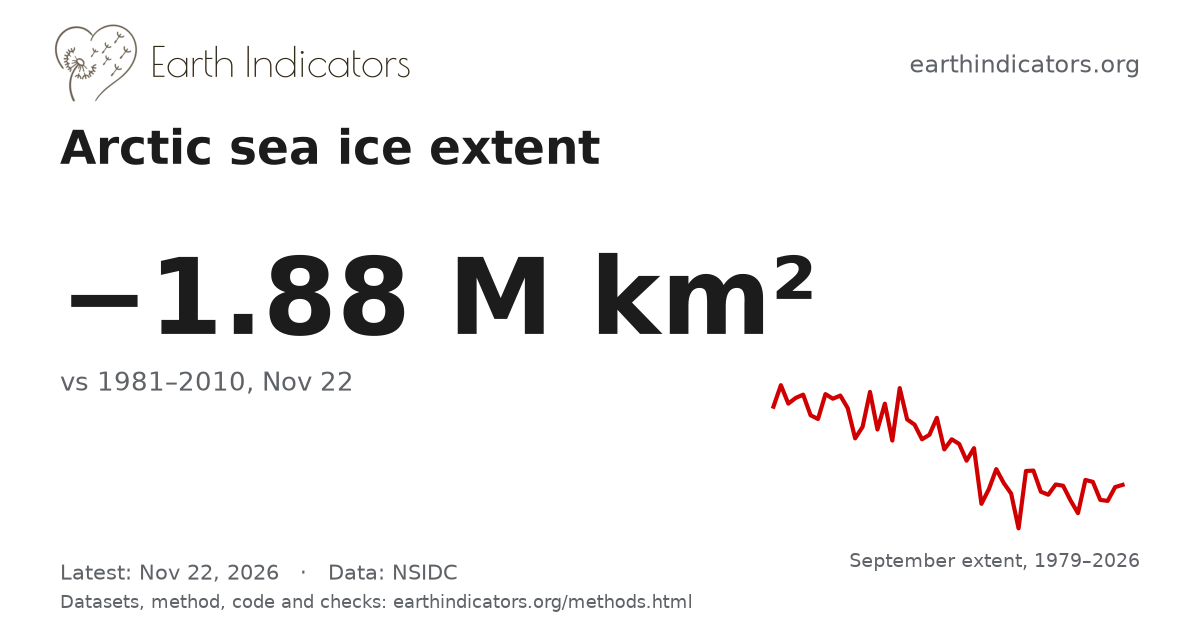 Earth Indicators
earthindicators.org
Arctic sea ice extent
−1.88 M km²
vs 1981–2010, Nov 22
September extent, 1979–2026
Latest: Nov 22, 2026 · Data: NSIDC
Datasets, method, code and checks: earthindicators.org/methods.html